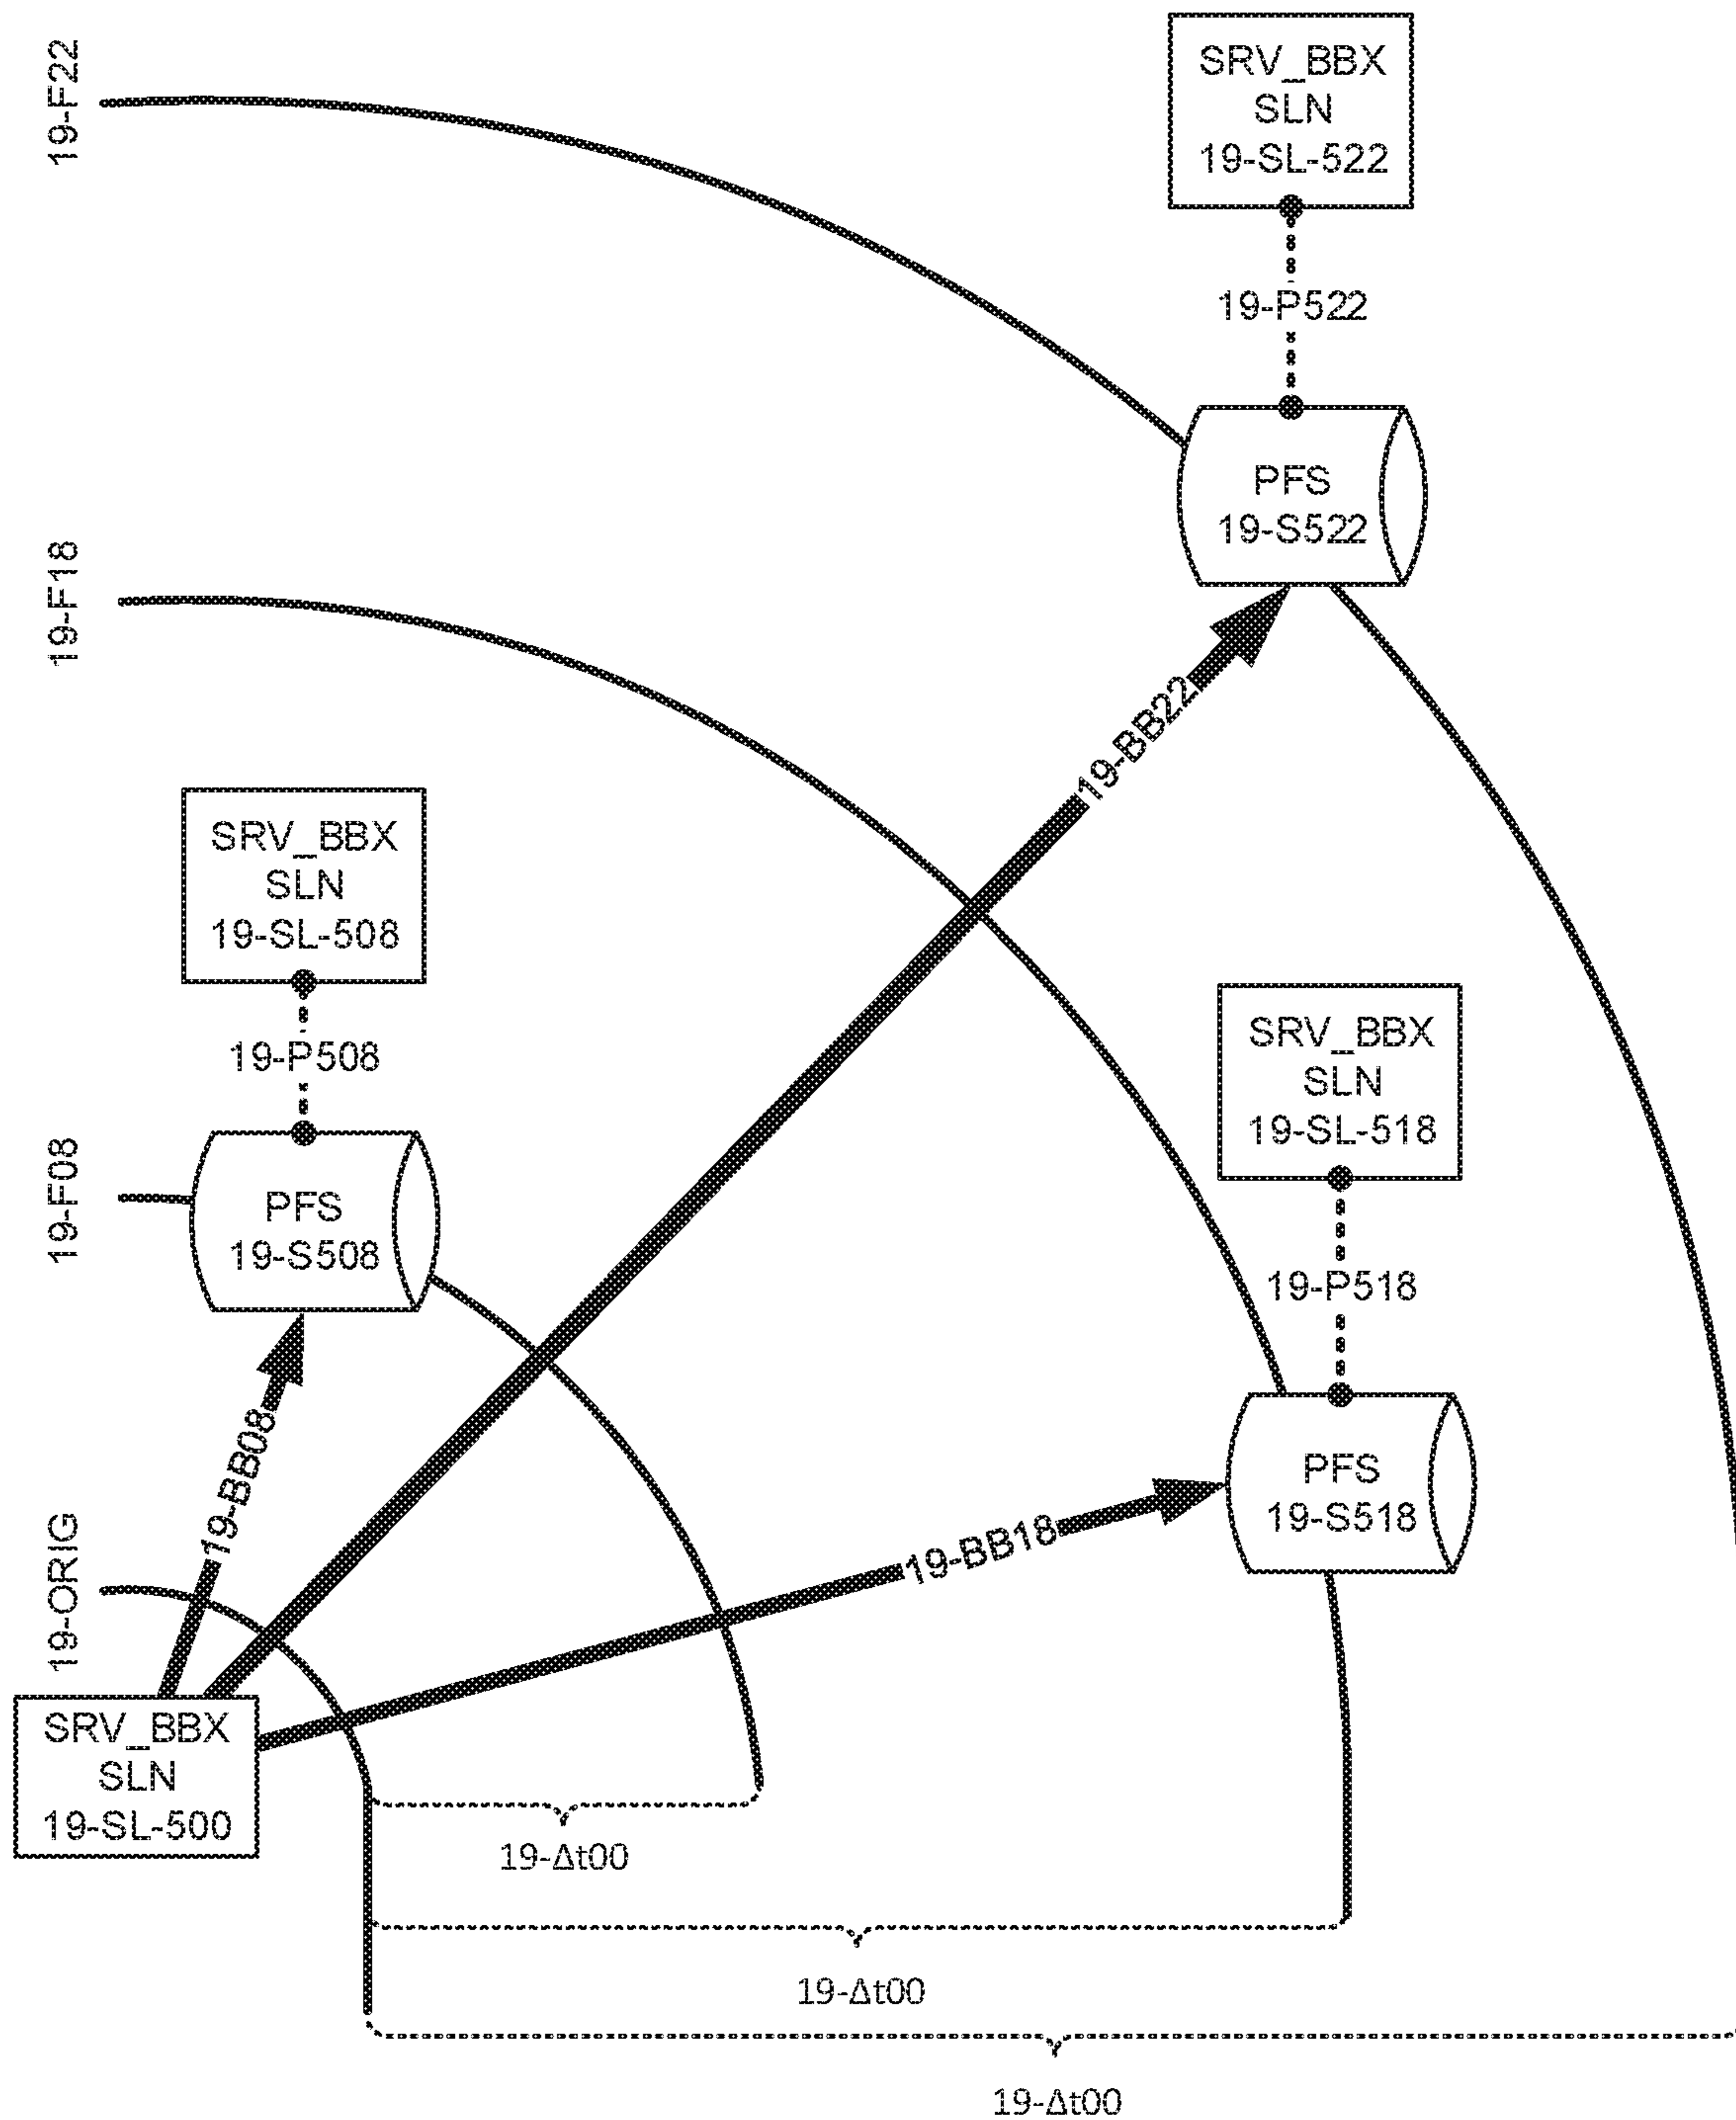 19-F22
SRV_BBX
SLN
19-SL-522
19-P522
PFS
19-S522
19-F18
19-BB22
SRV_BBX
SLN
19-SL-508
19-P508
SRV_BBX
SLN
19-SL-518
19-F08
PFS
19-S508
19-P518
19-BB08
PFS
19-S518
19-BB18
19-ORIG
SRV_BBX
SLN
19-SL-500
19-Δt00
19-Δt00
19-Δt00